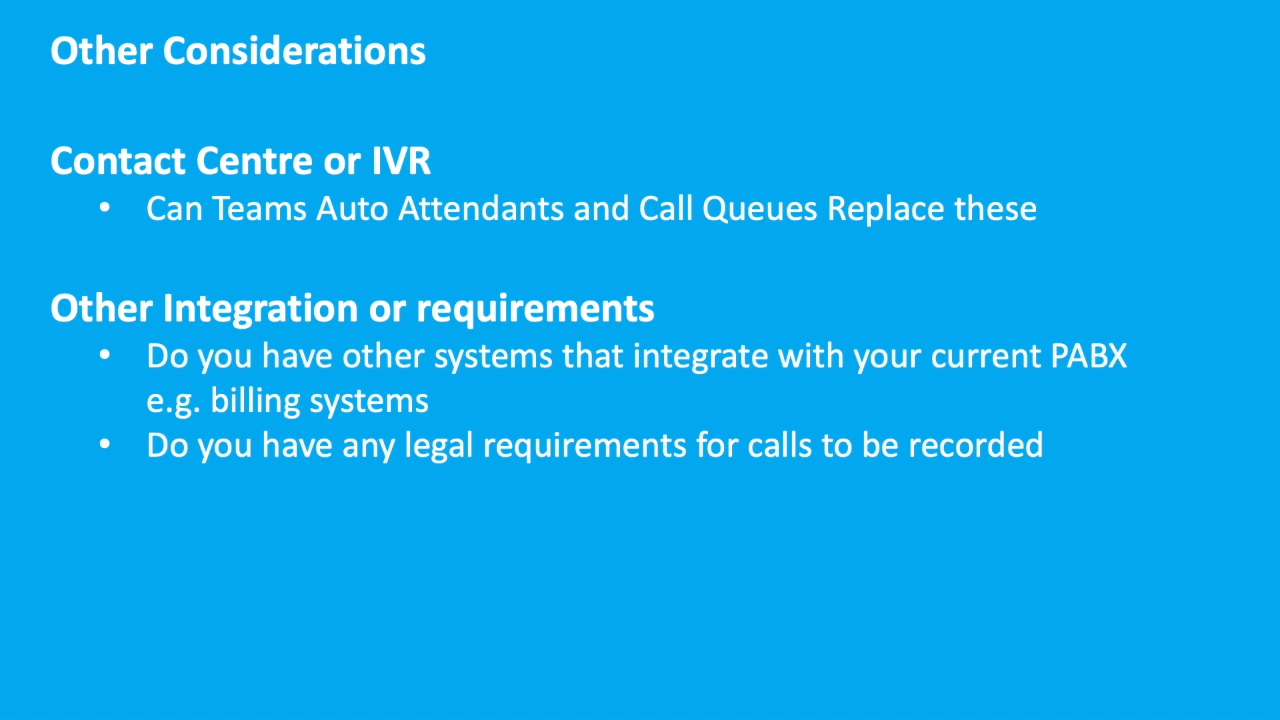 Other Considerations
Contact Centre or IVR
• Can Teams Auto Attendants and Call Queues Replace these
Other Integration or requirements
• Do you have other systems that integrate with your current PABX
e.g. billing systems
• Do you have any legal requirements for calls to be recorded